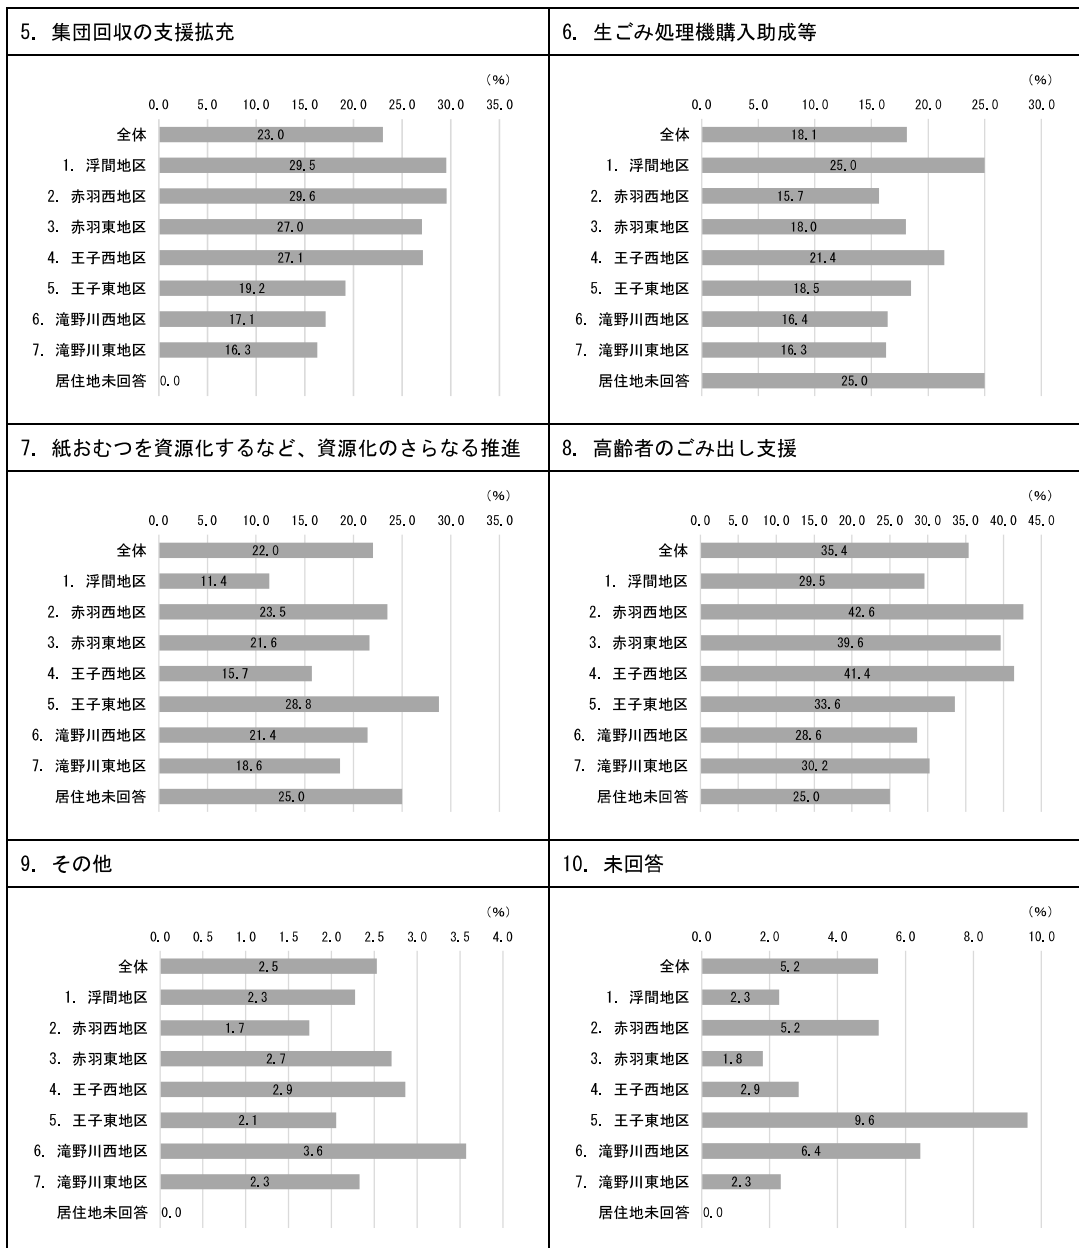 5. 集団回収の支援拡充
(%)
0.0 5.0 10.0 15.0 20.0 25.0 30.0 35.0
全体 23.0
1. 浮間地区 29.5
2. 赤羽西地区 29.6
3. 赤羽東地区 27.0
4. 王子西地区 27.1
5. 王子東地区 19.2
6. 滝野川西地区 17.1
7. 滝野川東地区 16.3
居住地未回答 0.0
6. 生ごみ処理機購入助成等
(%)
0.0 5.0 10.0 15.0 20.0 25.0 30.0
全体 18.1
1. 浮間地区 25.0
2. 赤羽西地区 15.7
3. 赤羽東地区 18.0
4. 王子西地区 21.4
5. 王子東地区 18.5
6. 滝野川西地区 16.4
7. 滝野川東地区 16.3
居住地未回答 25.0
7. 紙おむつを資源化するなど、資源化のさらなる推進
(%)
0.0 5.0 10.0 15.0 20.0 25.0 30.0 35.0
全体 22.0
1. 浮間地区 11.4
2. 赤羽西地区 23.5
3. 赤羽東地区 21.6
4. 王子西地区 15.7
5. 王子東地区 28.8
6. 滝野川西地区 21.4
7. 滝野川東地区 18.6
居住地未回答 25.0
8. 高齢者のごみ出し支援
(%)
0.0 5.0 10.0 15.0 20.0 25.0 30.0 35.0 40.0 45.0
全体 35.4
1. 浮間地区 29.5
2. 赤羽西地区 42.6
3. 赤羽東地区 39.6
4. 王子西地区 41.4
5. 王子東地区 33.6
6. 滝野川西地区 28.6
7. 滝野川東地区 30.2
居住地未回答 25.0
9. その他
(%)
0.0 0.5 1.0 1.5 2.0 2.5 3.0 3.5 4.0
全体 2.5
1. 浮間地区 2.3
2. 赤羽西地区 1.7
3. 赤羽東地区 2.7
4. 王子西地区 2.9
5. 王子東地区 2.1
6. 滝野川西地区 3.6
7. 滝野川東地区 2.3
居住地未回答 0.0
10. 未回答
(%)
0.0 2.0 4.0 6.0 8.0 10.0
全体 5.2
1. 浮間地区 2.3
2. 赤羽西地区 5.2
3. 赤羽東地区 1.8
4. 王子西地区 2.9
5. 王子東地区 9.6
6. 滝野川西地区 6.4
7. 滝野川東地区 2.3
居住地未回答 0.0